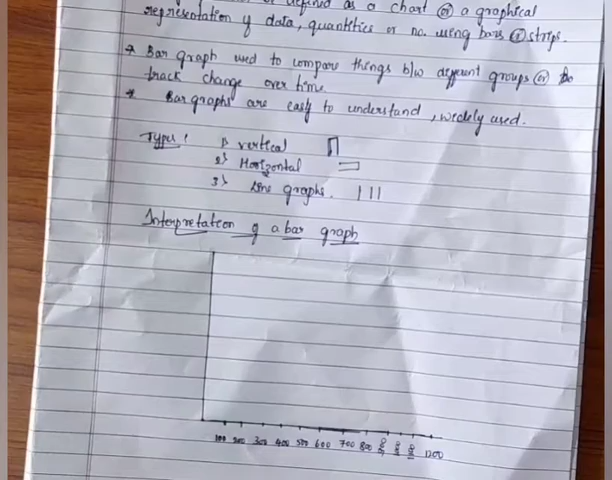 defined as a chart or a graphical
representation of data, quantities or no. using bars or strips.
→ Bar graph used to compare things b/w different groups or to
track change over time.
* Bar graphs are easy to understand, widely used.
Types: 1) vertical
2) Horizontal
3) Line graphs. |||
Interpretation of a bar graph
100 200 300 400 500 600 700 800 900 1000 1100 1200